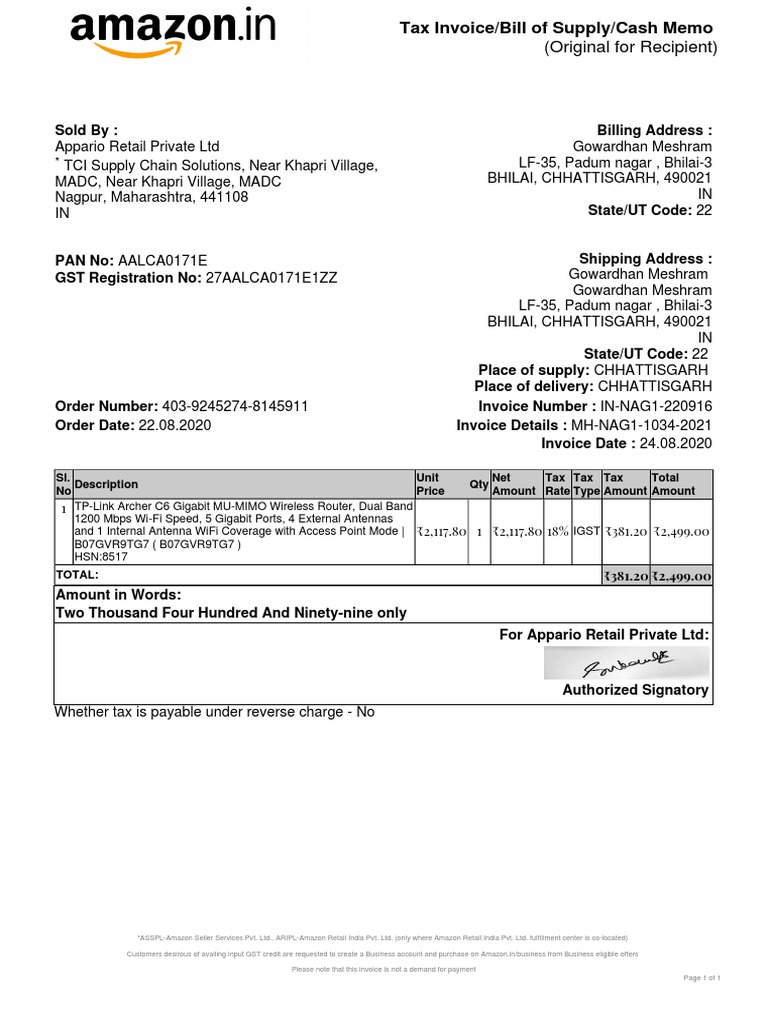 amazon.in
Tax Invoice/Bill of Supply/Cash Memo
(Original for Recipient)
Sold By :
Appario Retail Private Ltd
* TCI Supply Chain Solutions, Near Khapri Village,
MADC, Near Khapri Village, MADC
Nagpur, Maharashtra, 441108
IN
Billing Address :
Gowardhan Meshram
LF-35, Padum nagar , Bhilai-3
BHILAI, CHHATTISGARH, 490021
IN
State/UT Code: 22
PAN No: AALCA0171E
GST Registration No: 27AALCA0171E1ZZ
Shipping Address :
Gowardhan Meshram
Gowardhan Meshram
LF-35, Padum nagar , Bhilai-3
BHILAI, CHHATTISGARH, 490021
IN
State/UT Code: 22
Place of supply: CHHATTISGARH
Place of delivery: CHHATTISGARH
Order Number: 403-9245274-8145911
Order Date: 22.08.2020
Invoice Number : IN-NAG1-220916
Invoice Details : MH-NAG1-1034-2021
Invoice Date : 24.08.2020
Sl. No Description Unit Price Qty Net Amount Tax Rate Tax Type Tax Amount Total Amount
1 TP-Link Archer C6 Gigabit MU-MIMO Wireless Router, Dual Band
1200 Mbps Wi-Fi Speed, 5 Gigabit Ports, 4 External Antennas
and 1 Internal Antenna WiFi Coverage with Access Point Mode | ₹2,117.80 1 ₹2,117.80 18% IGST ₹381.20 ₹2,499.00
B07GVR9TG7 ( B07GVR9TG7 )
HSN:8517
TOTAL: ₹381.20 ₹2,499.00
Amount in Words:
Two Thousand Four Hundred And Ninety-nine only
For Appario Retail Private Ltd:
Authorized Signatory
Whether tax is payable under reverse charge - No
*ASSPL-Amazon Seller Services Pvt. Ltd., ARIPL-Amazon Retail India Pvt. Ltd. (only where Amazon Retail India Pvt. Ltd. fulfillment center is co-located)
Customers desirous of availing input GST credit are requested to create a Business account and purchase on Amazon.in/business from Business eligible offers
Please note that this invoice is not a demand for payment
Page 1 of 1